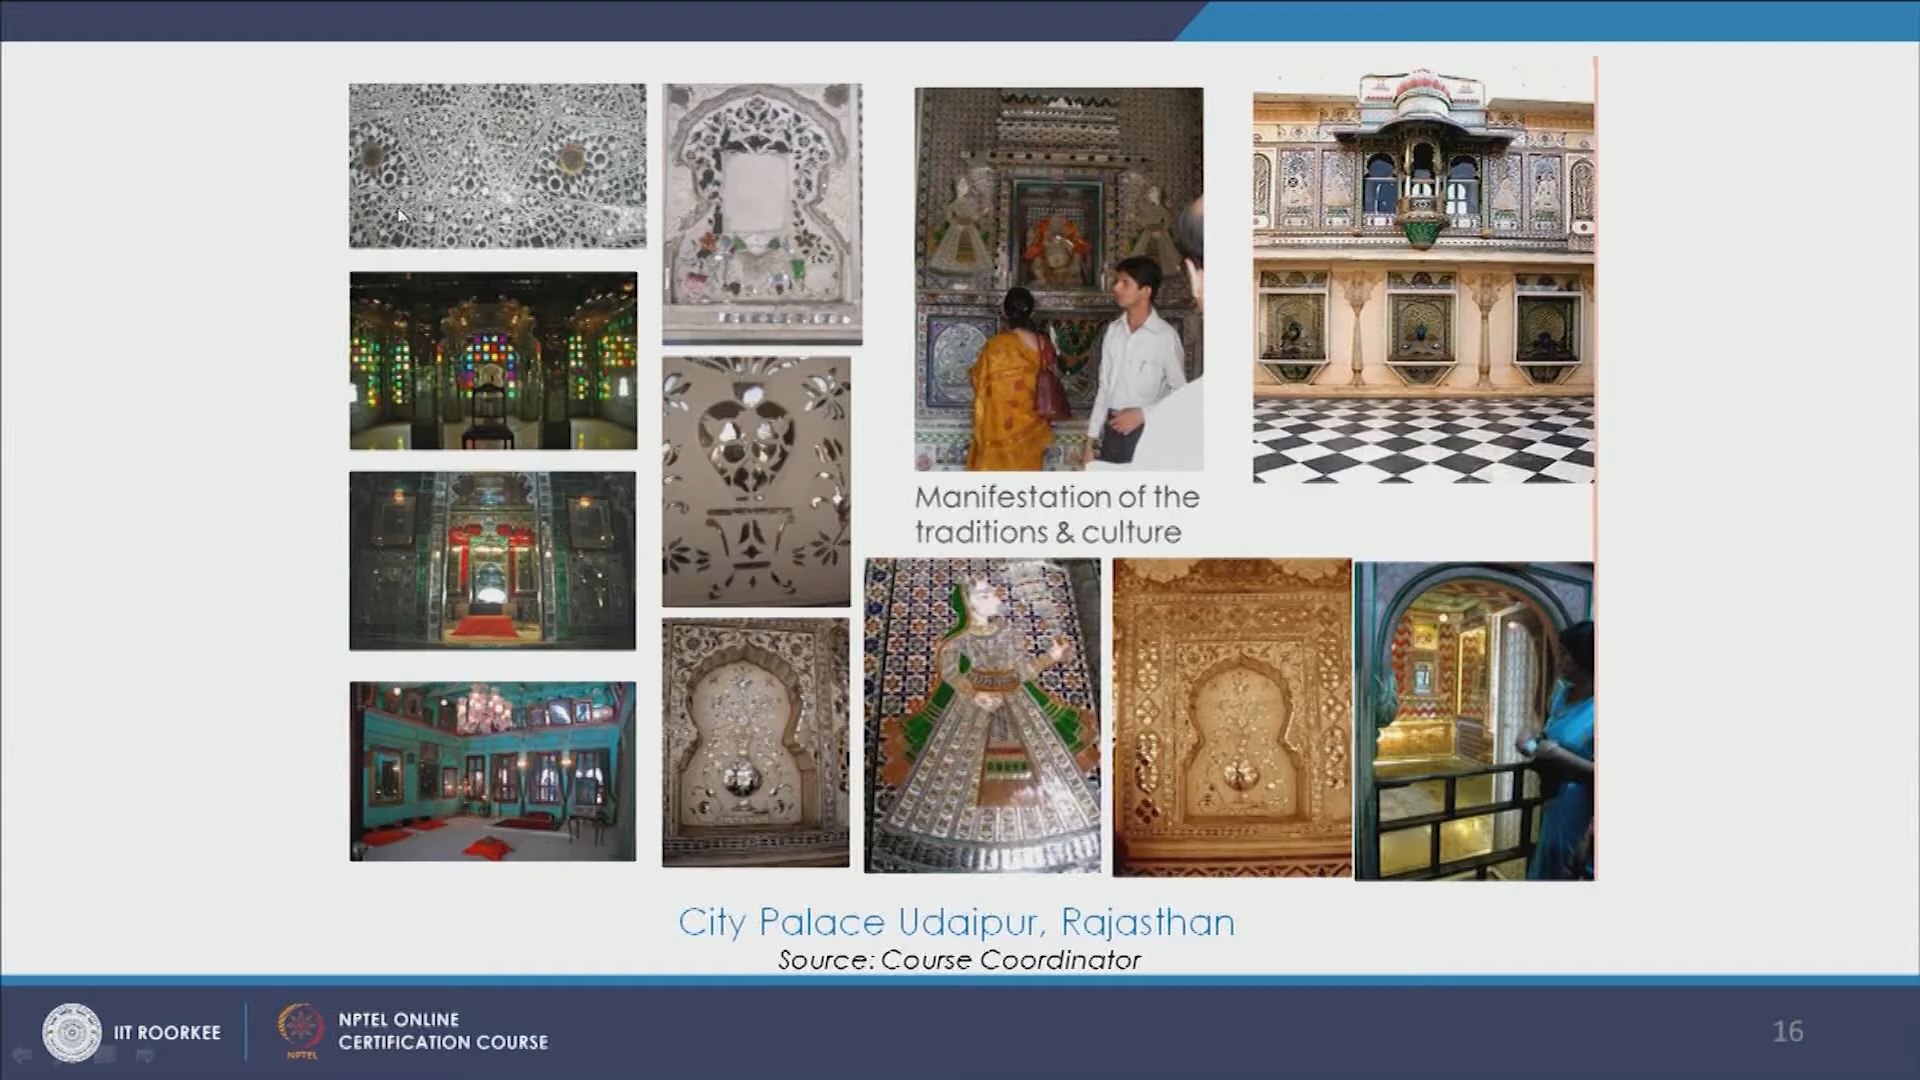 Manifestation of the
traditions & culture
City Palace Udaipur, Rajasthan
Source: Course Coordinator
IIT ROORKEE
NPTEL
NPTEL ONLINE
CERTIFICATION COURSE
16